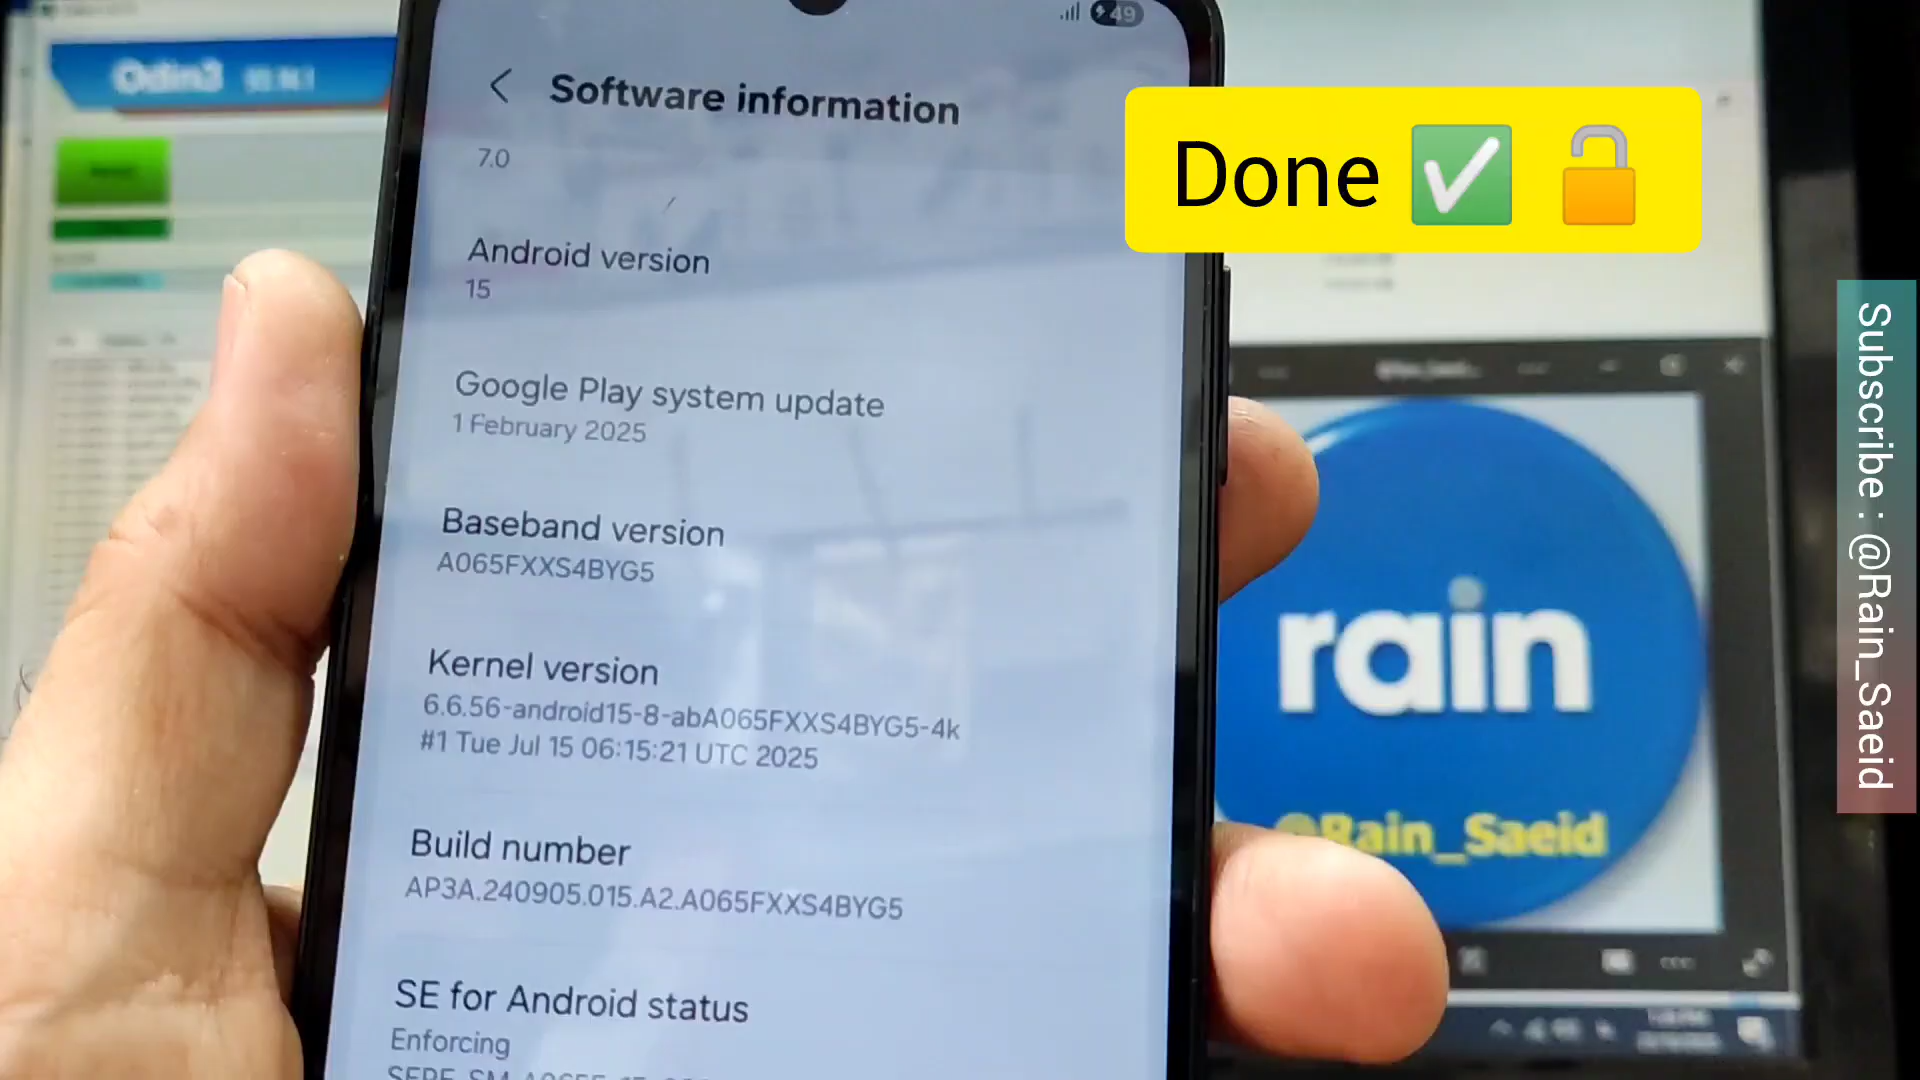 Odin3
49
Software information
7.0
Done ✅ 🔓
Android version
15
Google Play system update
1 February 2025
Baseband version
A065FXXS4BYG5
Kernel version
6.6.56-android15-8-abA065FXXS4BYG5-4k
#1 Tue Jul 15 06:15:21 UTC 2025
Build number
AP3A.240905.015.A2.A065FXXS4BYG5
SE for Android status
Enforcing
rain
@Rain_Saeid
Subscribe : @Rain_Saeid